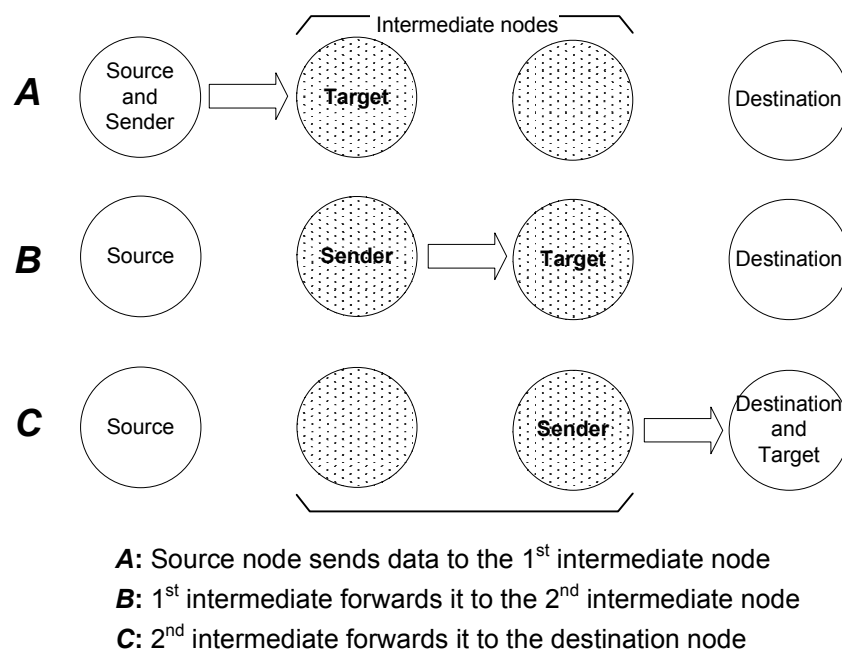 Intermediate nodes
A
Source
and
Sender
Target
Destination
B
Source
Sender
Target
Destination
C
Source
Sender
Destination
and
Target
A: Source node sends data to the 1st intermediate node
B: 1st intermediate forwards it to the 2nd intermediate node
C: 2nd intermediate forwards it to the destination node